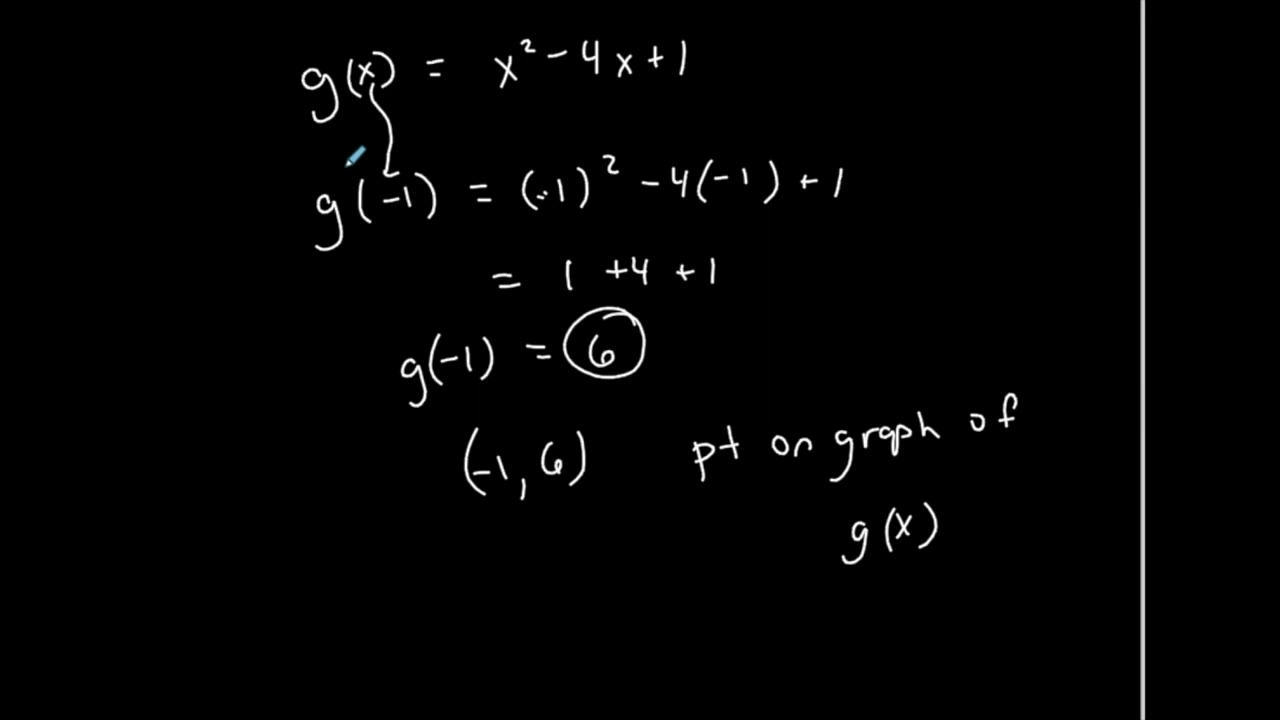 g(x) = x² - 4x + 1
g(-1) = (-1)² - 4(-1) + 1
= 1 + 4 + 1
g(-1) = 6
(-1, 6) pt on graph of
g(x)